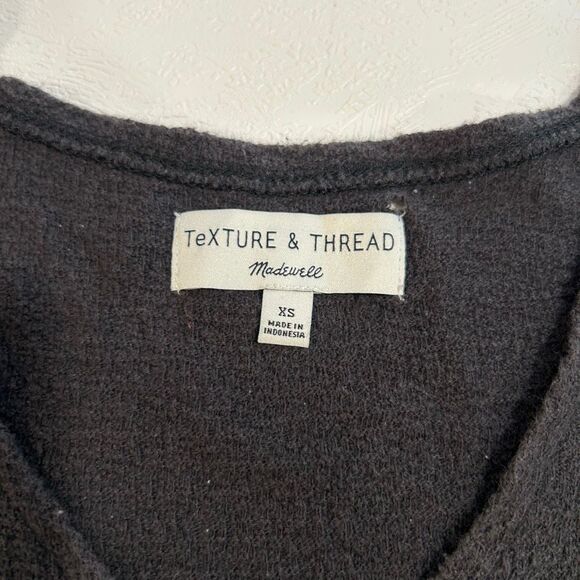 TeXTURE & THREAD
Madewell
XS
MADE IN
INDONESIA